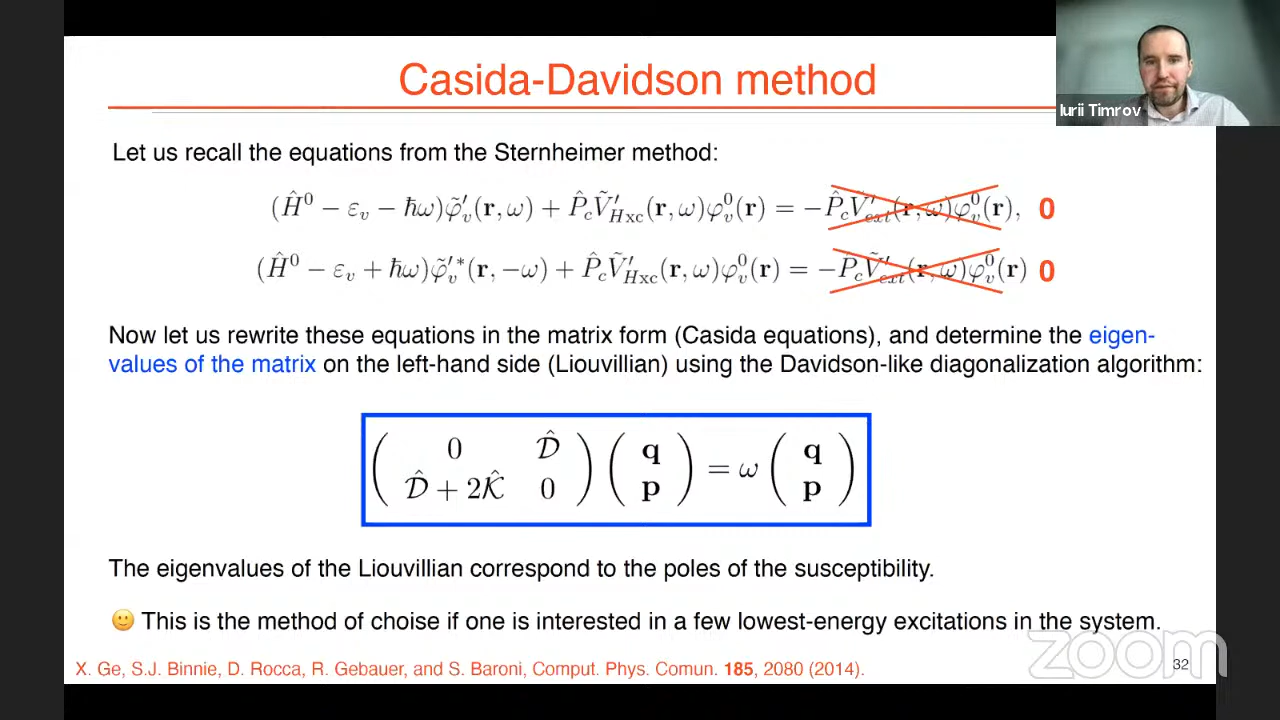 Casida-Davidson method
Iurii Timrov
Let us recall the equations from the Sternheimer method:
(Ĥ⁰ − ε_v − ħω)φ̃′_v(r, ω) + P̂_cṼ′_Hxc(r, ω)φ⁰_v(r) = −P̂_cṼ′_ext(r, ω)φ⁰_v(r), 0
(Ĥ⁰ − ε_v + ħω)φ̃′*_v(r, −ω) + P̂_cṼ′_Hxc(r, ω)φ⁰_v(r) = −P̂_cṼ′_ext(r, ω)φ⁰_v(r) 0
Now let us rewrite these equations in the matrix form (Casida equations), and determine the eigen-
values of the matrix on the left-hand side (Liouvillian) using the Davidson-like diagonalization algorithm:
( 0 D̂ ) ( q ) = ω ( q )
( D̂ + 2K̂ 0 ) ( p ) ( p )
The eigenvalues of the Liouvillian correspond to the poles of the susceptibility.
🙂 This is the method of choise if one is interested in a few lowest-energy excitations in the system.
X. Ge, S.J. Binnie, D. Rocca, R. Gebauer, and S. Baroni, Comput. Phys. Comun. 185, 2080 (2014).
zoom
32